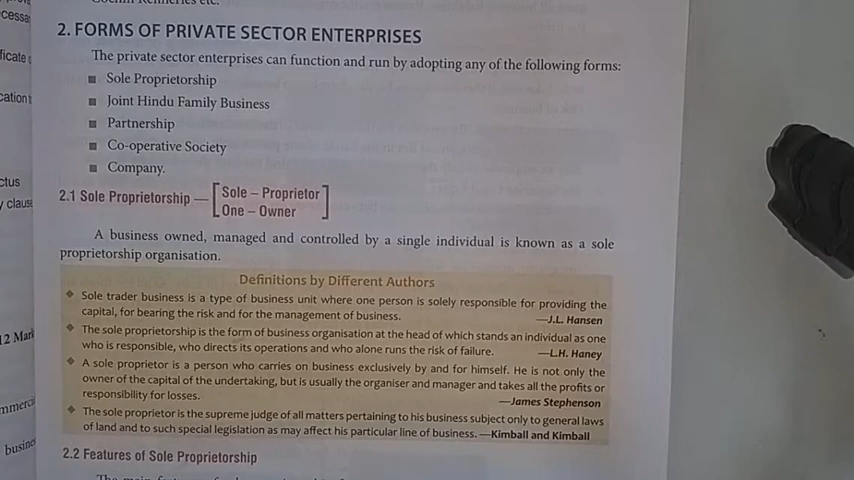 2. FORMS OF PRIVATE SECTOR ENTERPRISES
The private sector enterprises can function and run by adopting any of the following forms:
■ Sole Proprietorship
■ Joint Hindu Family Business
■ Partnership
■ Co-operative Society
■ Company.
2.1 Sole Proprietorship — [Sole – Proprietor
One – Owner]
A business owned, managed and controlled by a single individual is known as a sole
proprietorship organisation.
Definitions by Different Authors
❖ Sole trader business is a type of business unit where one person is solely responsible for providing the
capital, for bearing the risk and for the management of business. —J.L. Hansen
❖ The sole proprietorship is the form of business organisation at the head of which stands an individual as one
who is responsible, who directs its operations and who alone runs the risk of failure. —L.H. Haney
❖ A sole proprietor is a person who carries on business exclusively by and for himself. He is not only the
owner of the capital of the undertaking, but is usually the organiser and manager and takes all the profits or
responsibility for losses. —James Stephenson
❖ The sole proprietor is the supreme judge of all matters pertaining to his business subject only to general laws
of land and to such special legislation as may affect his particular line of business. —Kimball and Kimball
2.2 Features of Sole Proprietorship